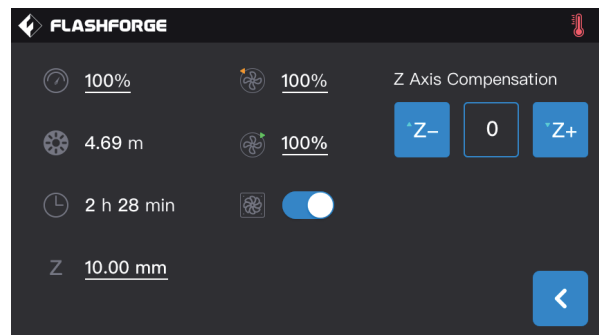 FLASHFORGE
100% 100% Z Axis Compensation
4.69 m 100% Z- 0 Z+
2 h 28 min
Z 10.00 mm